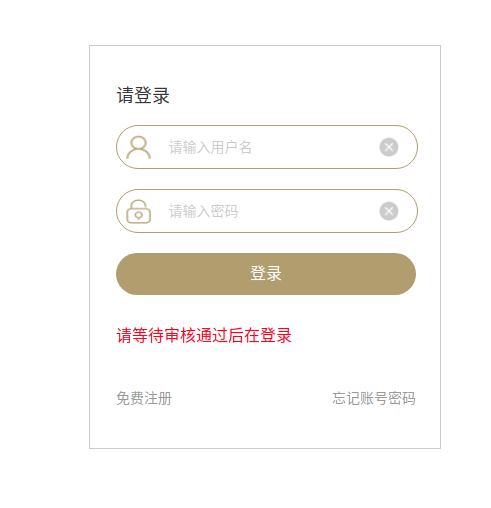 请登录
请输入用户名
请输入密码
登录
请等待审核通过后在登录
免费注册 忘记账号密码